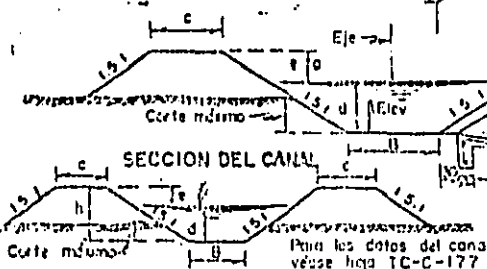 c
Eje
e g
1.5:1
1.5:1
d
Elev
1.5:1
Corte máximo
B
SECCION DEL CANAL
c
c
e
1.5:1
h
1.5:1
d
1.5:1
1.5:1
Corte máximo
B
Para los datos del cana
véase hoja TC-C-177